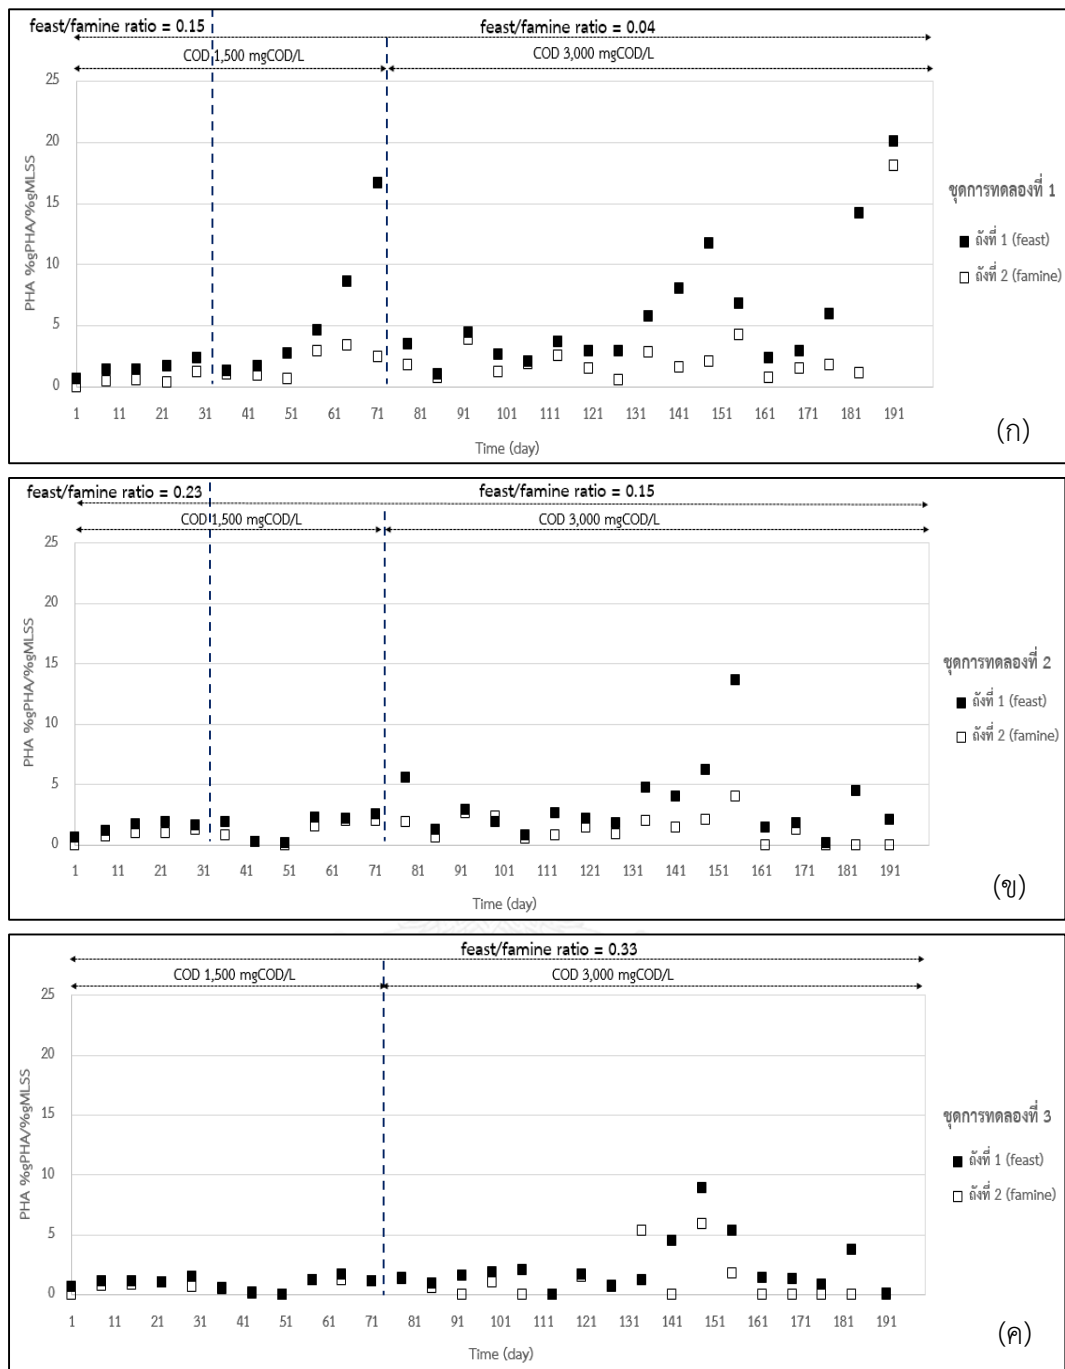 feast/famine ratio = 0.15 feast/famine ratio = 0.04
COD 1,500 mgCOD/L COD 3,000 mgCOD/L
25
20
15
10
5
0
PHA %gPHA/%gMLSS
1 11 21 31 41 51 61 71 81 91 101 111 121 131 141 151 161 171 181 191
Time (day)
ชุดการทดลองที่ 1
ถังที่ 1 (feast)
ถังที่ 2 (famine)
(ก)
feast/famine ratio = 0.23 feast/famine ratio = 0.15
COD 1,500 mgCOD/L COD 3,000 mgCOD/L
25
20
15
10
5
0
PHA %gPHA/%gMLSS
1 11 21 31 41 51 61 71 81 91 101 111 121 131 141 151 161 171 181 191
Time (day)
ชุดการทดลองที่ 2
ถังที่ 1 (feast)
ถังที่ 2 (famine)
(ข)
feast/famine ratio = 0.33
COD 1,500 mgCOD/L COD 3,000 mgCOD/L
25
20
15
10
5
0
PHA %gPHA/%gMLSS
1 11 21 31 41 51 61 71 81 91 101 111 121 131 141 151 161 171 181 191
Time (day)
ชุดการทดลองที่ 3
ถังที่ 1 (feast)
ถังที่ 2 (famine)
(ค)